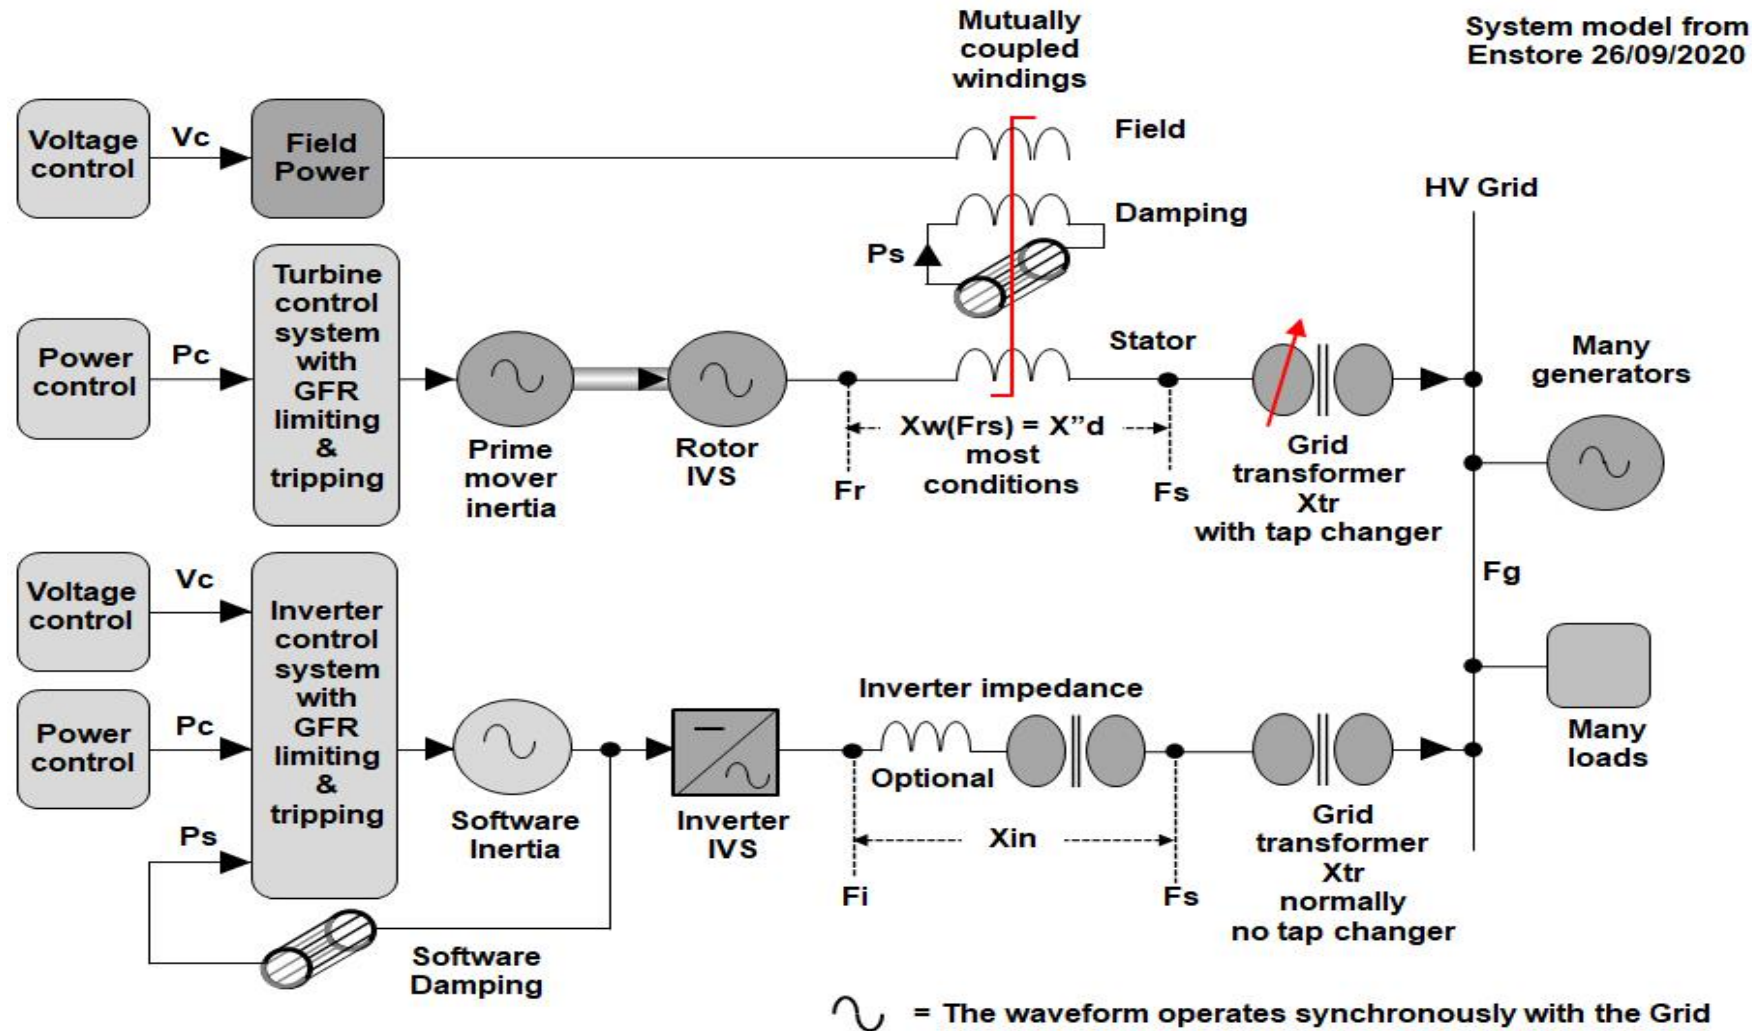 Mutually
coupled
windings
System model from
Enstore 26/09/2020
Voltage
control
Vc
Field
Power
Field
Damping
Ps
HV Grid
Power
control
Pc
Turbine
control
system
with
GFR
limiting
&
tripping
Prime
mover
inertia
Rotor
IVS
Stator
Xw(Frs) = X”d
most
conditions
Fr
Fs
Grid
transformer
Xtr
with tap changer
Many
generators
Fg
Voltage
control
Vc
Power
control
Pc
Ps
Inverter
control
system
with
GFR
limiting
&
tripping
Software
Inertia
Inverter
IVS
Inverter impedance
Optional
Xin
Fi
Fs
Grid
transformer
Xtr
normally
no tap changer
Many
loads
Software
Damping
= The waveform operates synchronously with the Grid